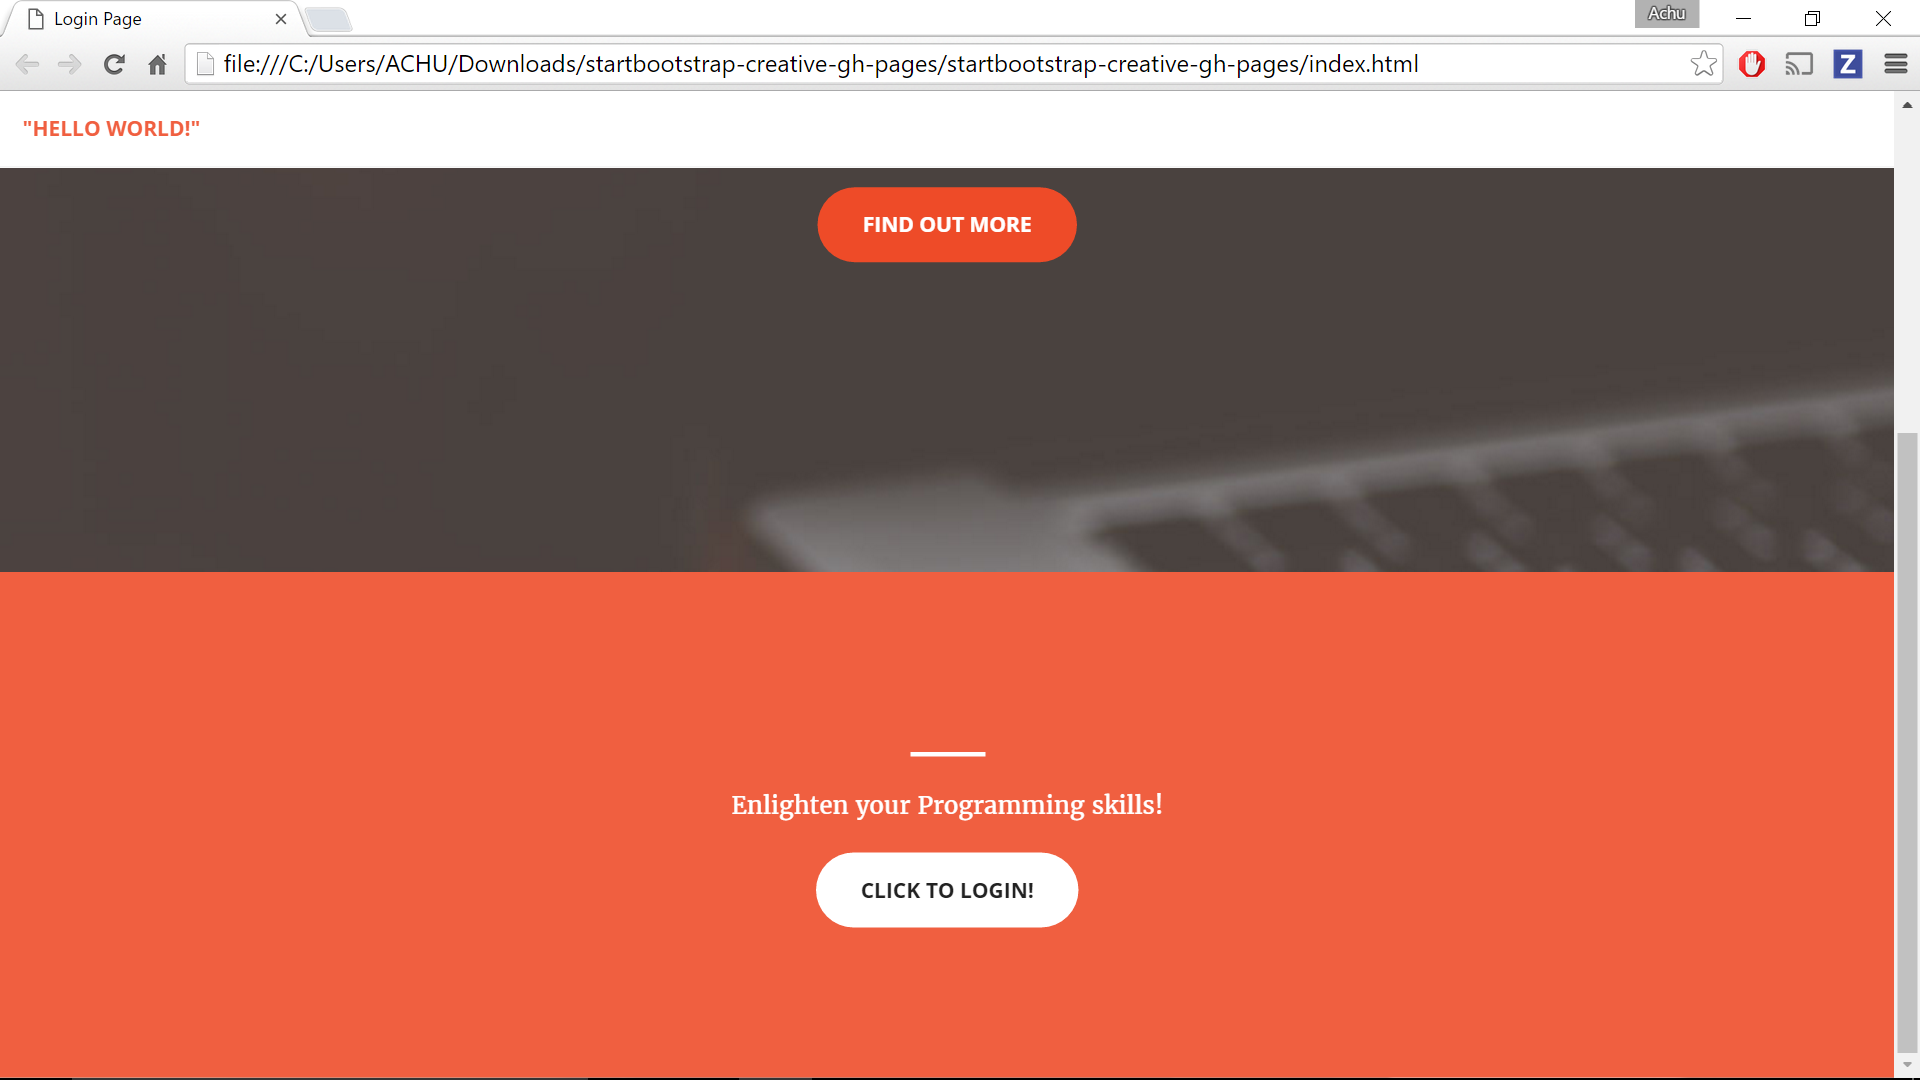 Login Page
Achu
file:///C:/Users/ACHU/Downloads/startbootstrap-creative-gh-pages/startbootstrap-creative-gh-pages/index.html
Z
"HELLO WORLD!"
FIND OUT MORE
Enlighten your Programming skills!
CLICK TO LOGIN!